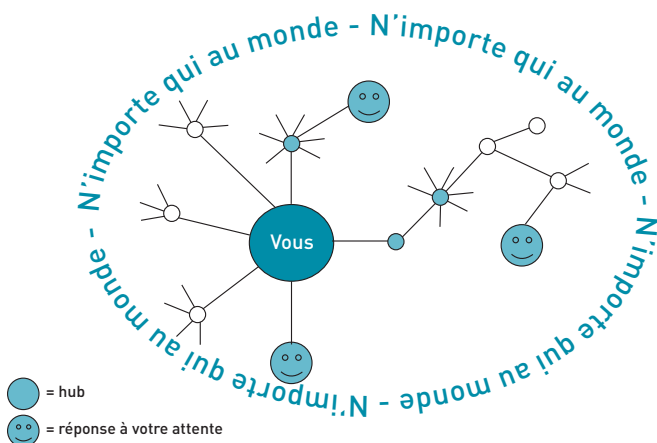 N'importe qui au monde - N'importe qui au monde - N'importe qui au monde - N'importe qui au monde -
Vous
= hub
= réponse à votre attente